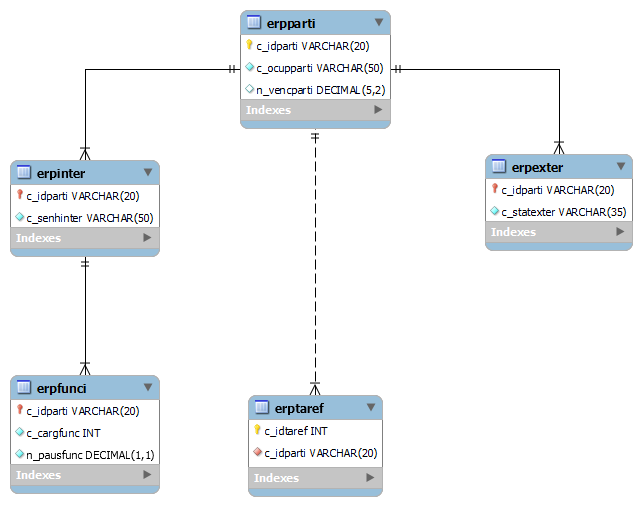 erpparti
c_idparti VARCHAR(20)
c_ocupparti VARCHAR(50)
n_vencparti DECIMAL(5,2)
Indexes
erpinter
c_idparti VARCHAR(20)
c_senhinter VARCHAR(50)
Indexes
erpexter
c_idparti VARCHAR(20)
c_statexter VARCHAR(35)
Indexes
erpfunci
c_idparti VARCHAR(20)
c_cargfunc INT
n_pausfunc DECIMAL(1,1)
Indexes
erptaref
c_idtaref INT
c_idparti VARCHAR(20)
Indexes